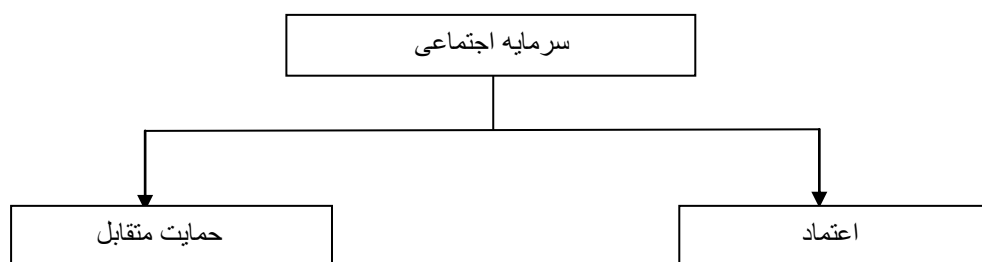 سرمایه اجتماعی
اعتماد
حمایت متقابل